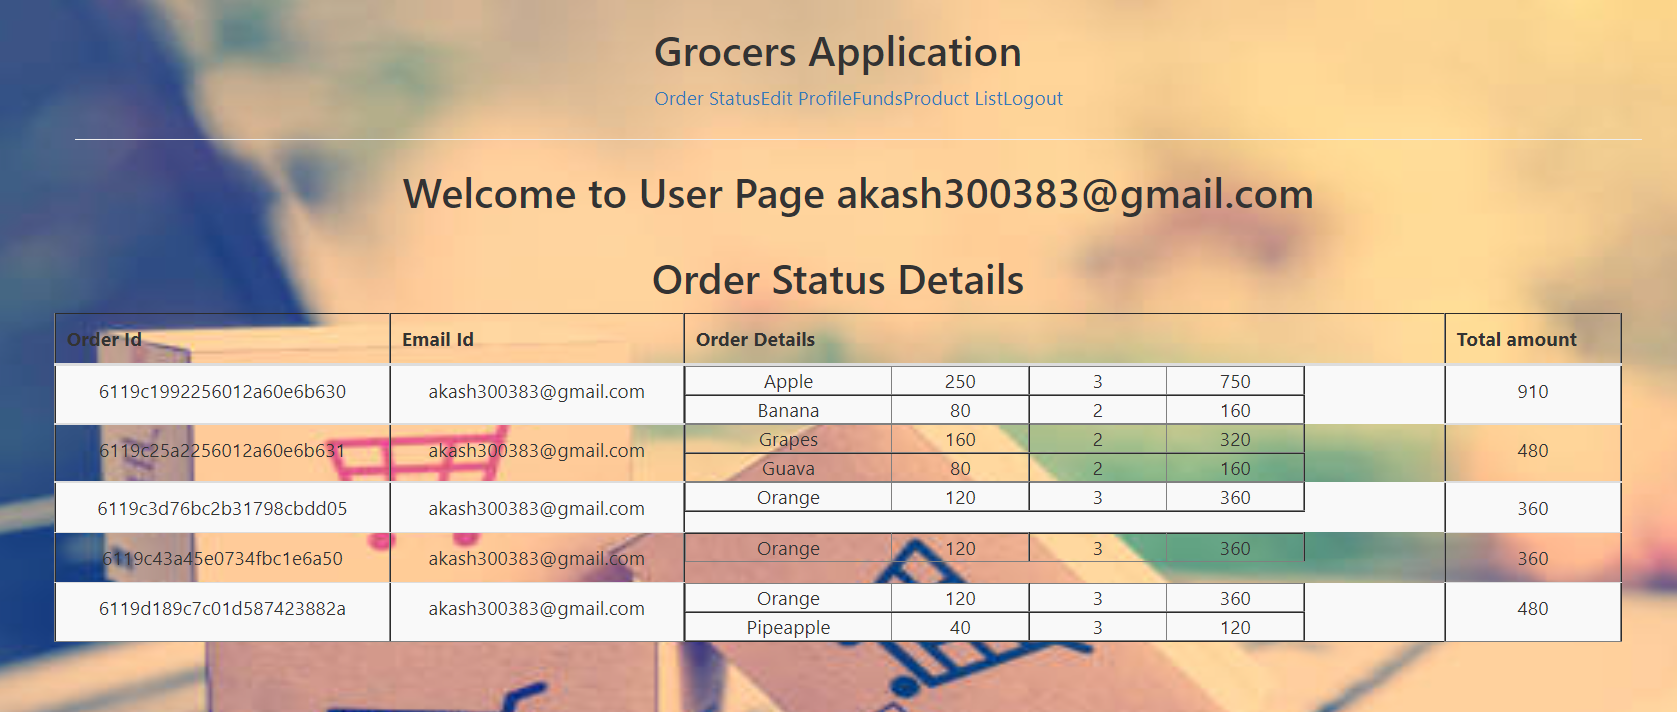 Grocers Application
Order StatusEdit ProfileFundsProduct ListLogout
Welcome to User Page akash300383@gmail.com
Order Status Details
Order Id Email Id Order Details Total amount
6119c1992256012a60e6b630 akash300383@gmail.com Apple 250 3 750 910
Banana 80 2 160
6119c25a2256012a60e6b631 akash300383@gmail.com Grapes 160 2 320 480
Guava 80 2 160
6119c3d76bc2b31798cbdd05 akash300383@gmail.com Orange 120 3 360 360
6119c43a45e0734fbc1e6a50 akash300383@gmail.com Orange 120 3 360 360
6119d189c7c01d587423882a akash300383@gmail.com Orange 120 3 360 480
Pipeapple 40 3 120